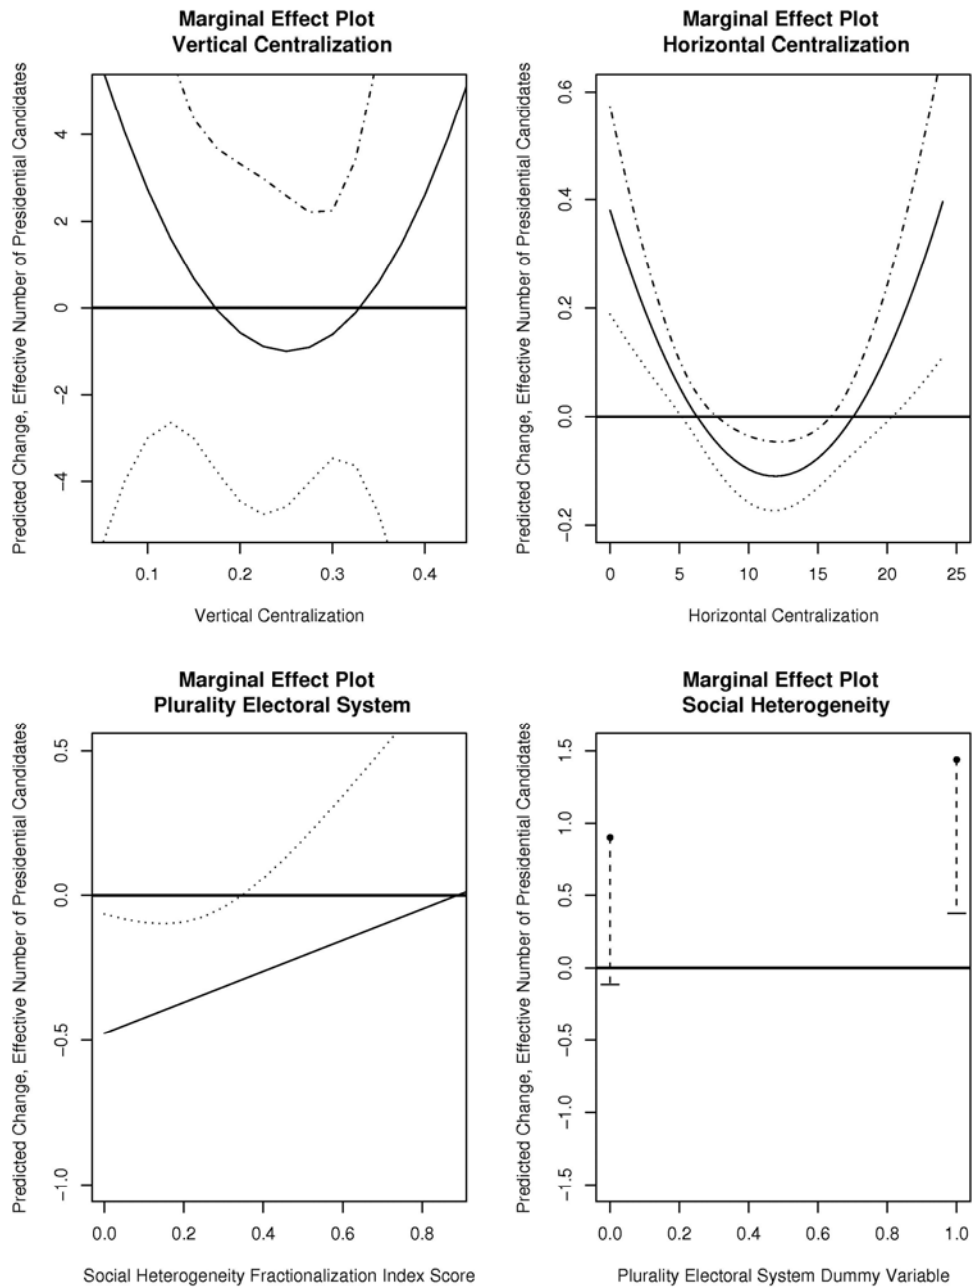 Marginal Effect Plot
Vertical Centralization
Predicted Change, Effective Number of Presidential Candidates
4
2
0
−2
−4
0.1 0.2 0.3 0.4
Vertical Centralization
Marginal Effect Plot
Horizontal Centralization
Predicted Change, Effective Number of Presidential Candidates
0.6
0.4
0.2
0.0
−0.2
0 5 10 15 20 25
Horizontal Centralization
Marginal Effect Plot
Plurality Electoral System
Predicted Change, Effective Number of Presidential Candidates
0.5
0.0
−0.5
−1.0
0.0 0.2 0.4 0.6 0.8
Social Heterogeneity Fractionalization Index Score
Marginal Effect Plot
Social Heterogeneity
Predicted Change, Effective Number of Presidential Candidates
1.5
1.0
0.5
0.0
−0.5
−1.0
−1.5
0.0 0.2 0.4 0.6 0.8 1.0
Plurality Electoral System Dummy Variable